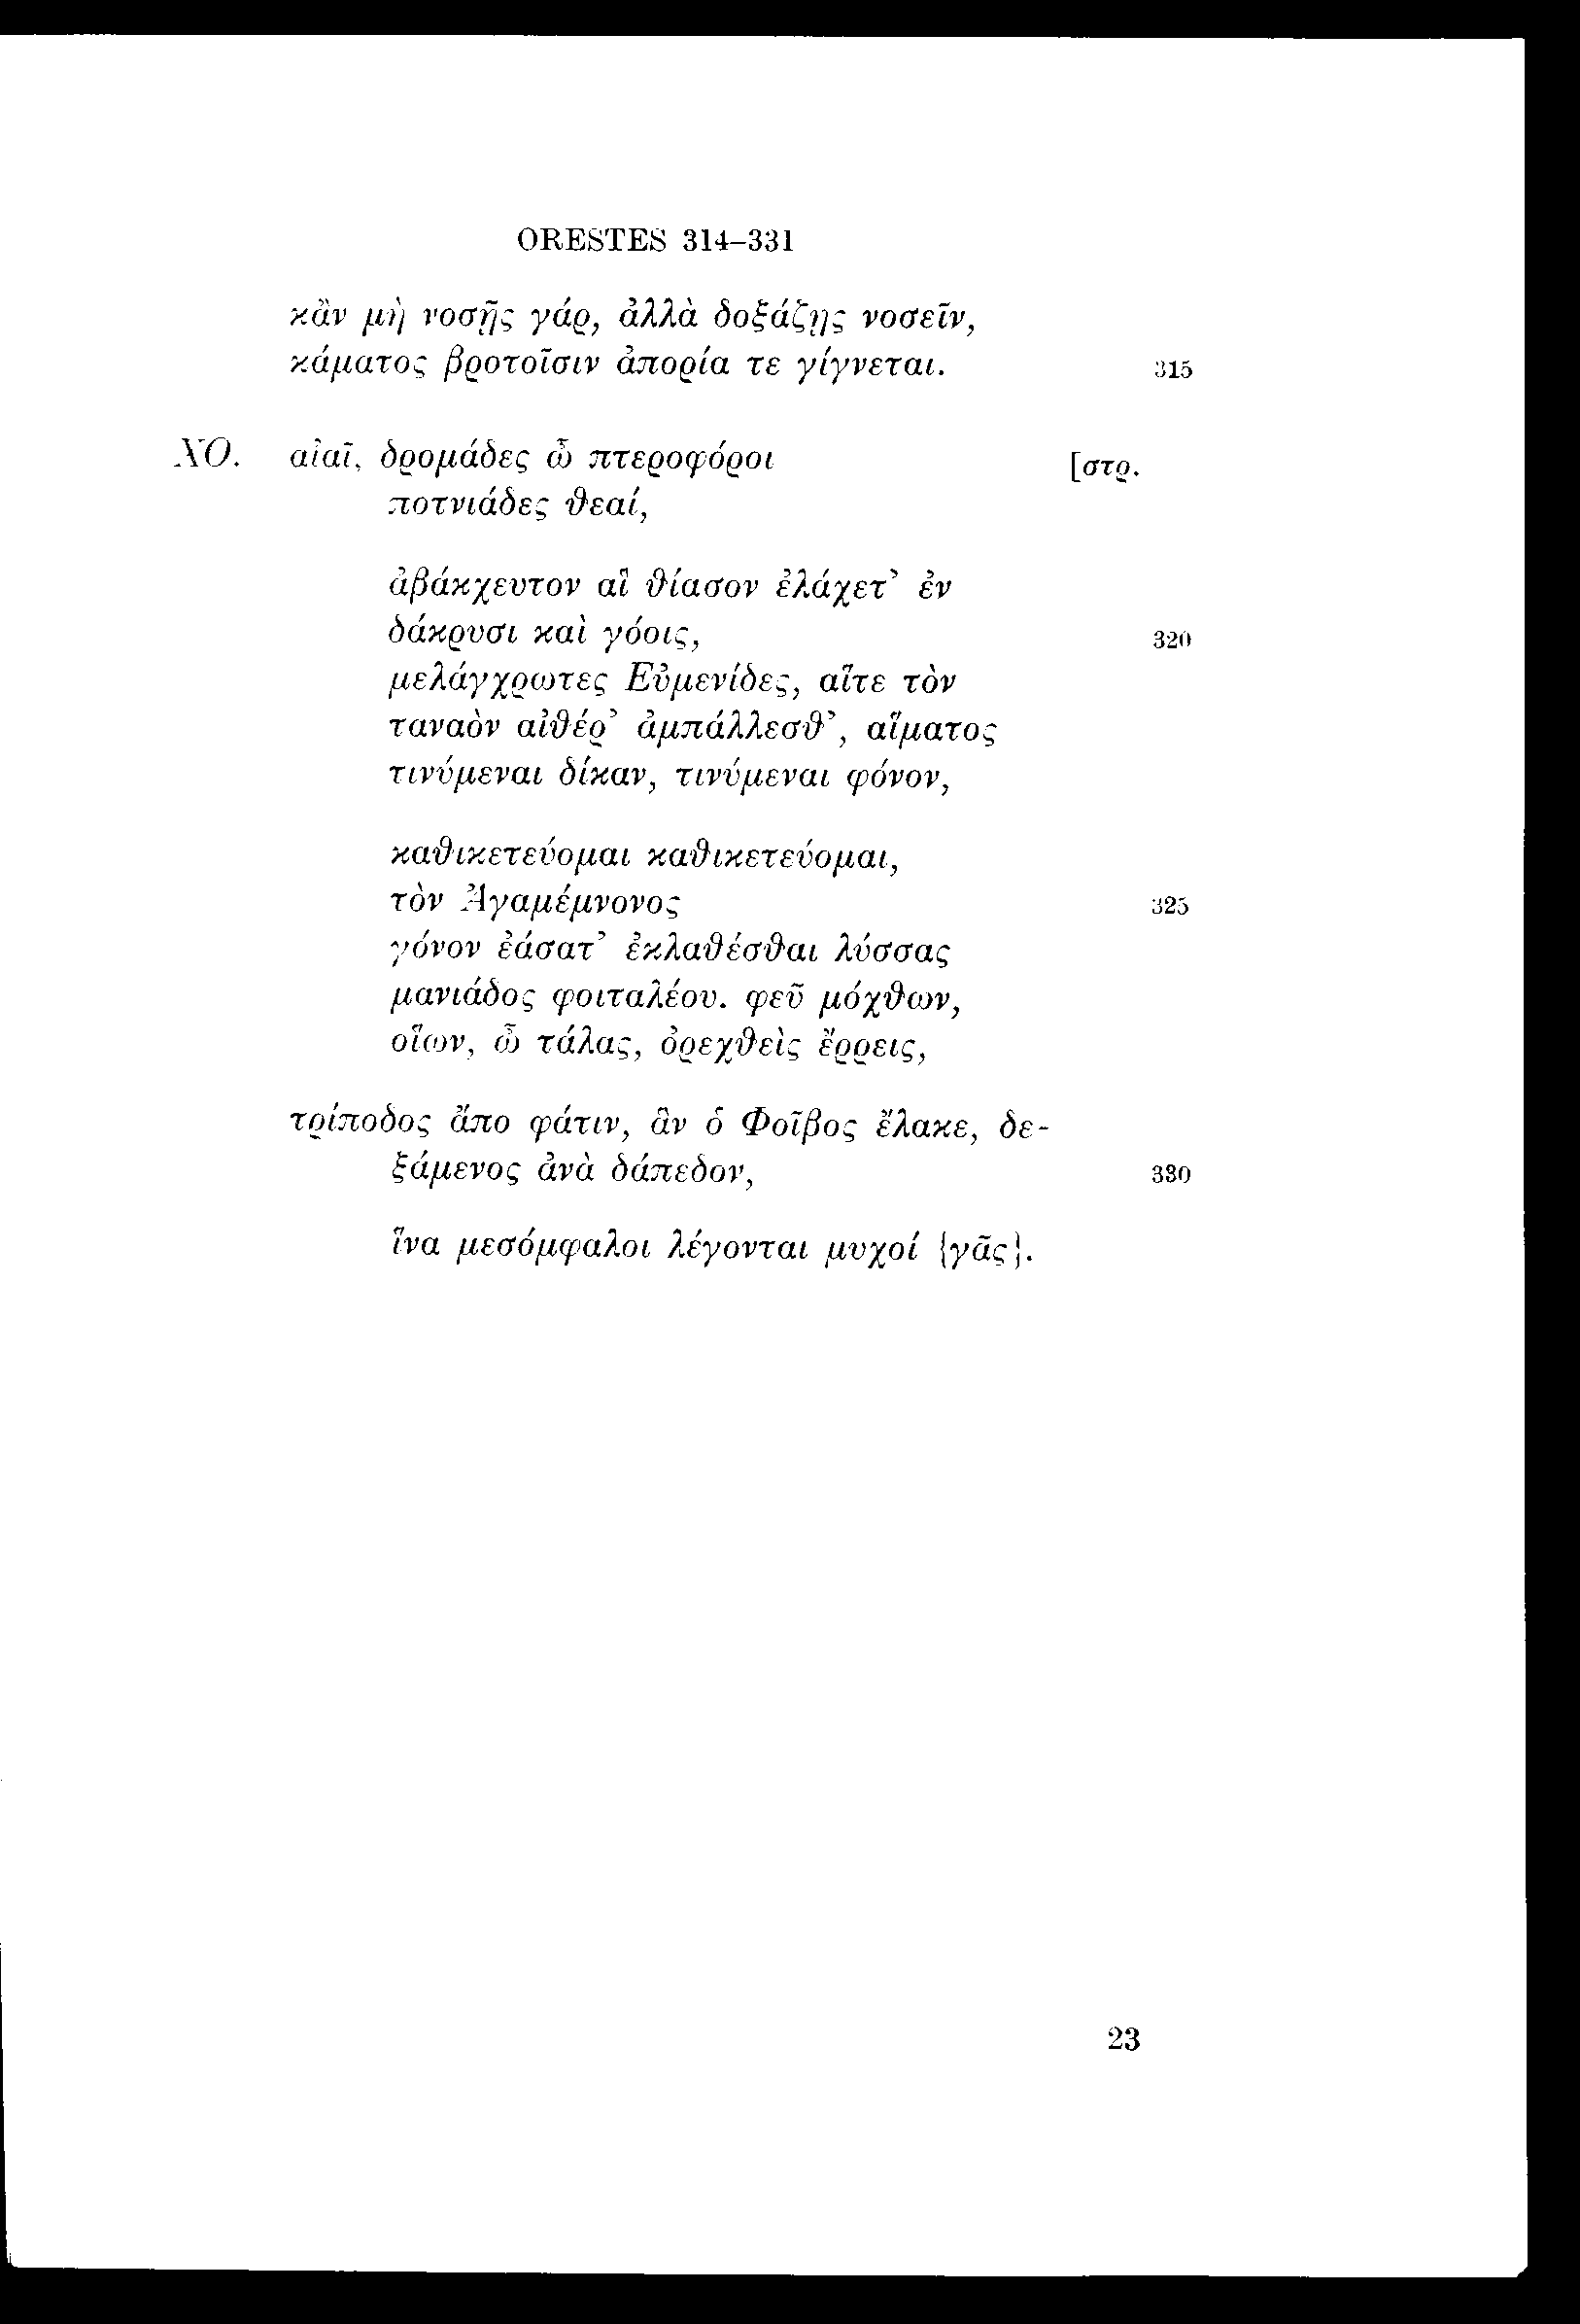 ORESTES 314–331
κἂν μὴ νοσῇς γάρ, ἀλλὰ δοξάζῃς νοσεῖν,
κάματος βροτοῖσιν ἀπορία τε γίγνεται. 315
ΧΟ. αἰαῖ, δρομάδες ὦ πτεροφόροι [στρ.
ποτνιάδες θεαί,
ἀβάκχευτον αἳ θίασον ἐλάχετ’ ἐν
δάκρυσι καὶ γόοις, 320
μελάγχρωτες Εὐμενίδες, αἵτε τὸν
ταναὸν αἰθέρ’ ἀμπάλλεσθ’, αἵματος
τινύμεναι δίκαν, τινύμεναι φόνον,
καθικετεύομαι καθικετεύομαι,
τὸν Ἀγαμέμνονος 325
γόνον ἐάσατ’ ἐκλαθέσθαι λύσσας
μανιάδος φοιταλέου. φεῦ μόχθων,
οἵων, ὦ τάλας, ὀρεχθεὶς ἔρρεις,
τρίποδος ἄπο φάτιν, ἃν ὁ Φοῖβος ἔλακε, δε-
ξάμενος ἀνὰ δάπεδον, 330
ἵνα μεσόμφαλοι λέγονται μυχοί {γᾶς}.
23